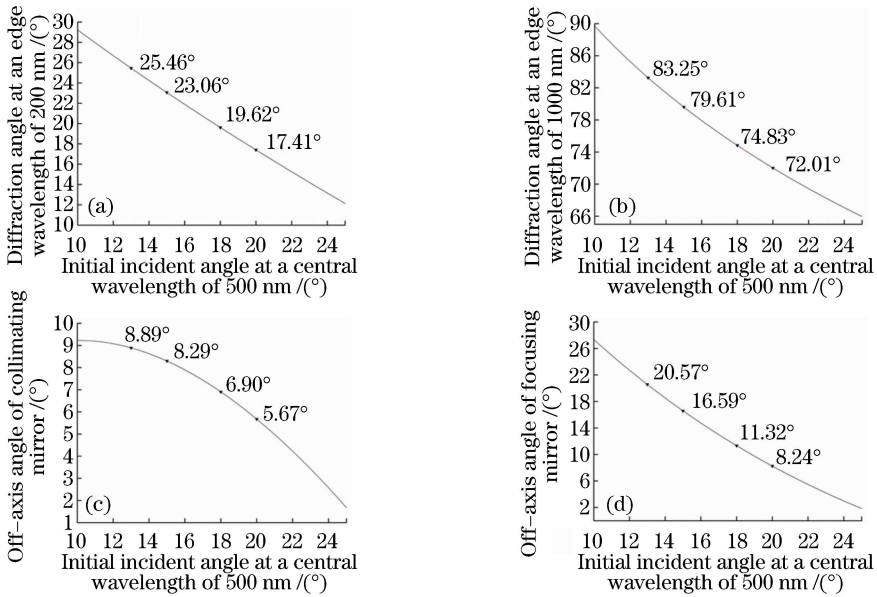 Diffraction angle at an edge
wavelength of 200 nm /(°)
30
28
26
24
22
20
18
16
14
12
10
25.46°
23.06°
19.62°
17.41°
(a)
10 12 14 16 18 20 22 24
Initial incident angle at a central
wavelength of 500 nm /(°)
Diffraction angle at an edge
wavelength of 1000 nm /(°)
90
86
82
78
74
70
66
83.25°
79.61°
74.83°
72.01°
(b)
10 12 14 16 18 20 22 24
Initial incident angle at a central
wavelength of 500 nm /(°)
Off-axis angle of collimating
mirror /(°)
10
9
8
7
6
5
4
3
2
1
8.89°
8.29°
6.90°
5.67°
(c)
10 12 14 16 18 20 22 24
Initial incident angle at a central
wavelength of 500 nm /(°)
Off-axis angle of focusing
mirror /(°)
30
26
22
18
14
10
6
2
20.57°
16.59°
11.32°
8.24°
(d)
10 12 14 16 18 20 22 24
Initial incident angle at a central
wavelength of 500 nm /(°)